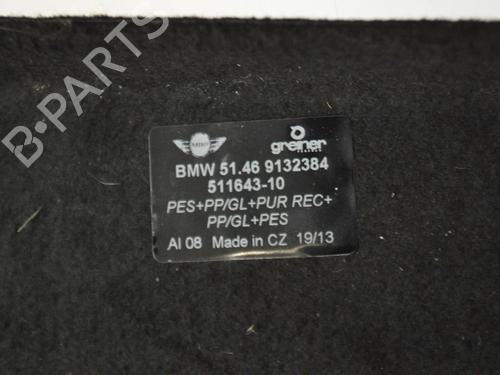 B-PARTS
MINI
greiner
BMW 51.46 9132384
511643-10
PES+PP/GL+PUR REC+
PP/GL+PES
AI 08 Made in CZ 19/13